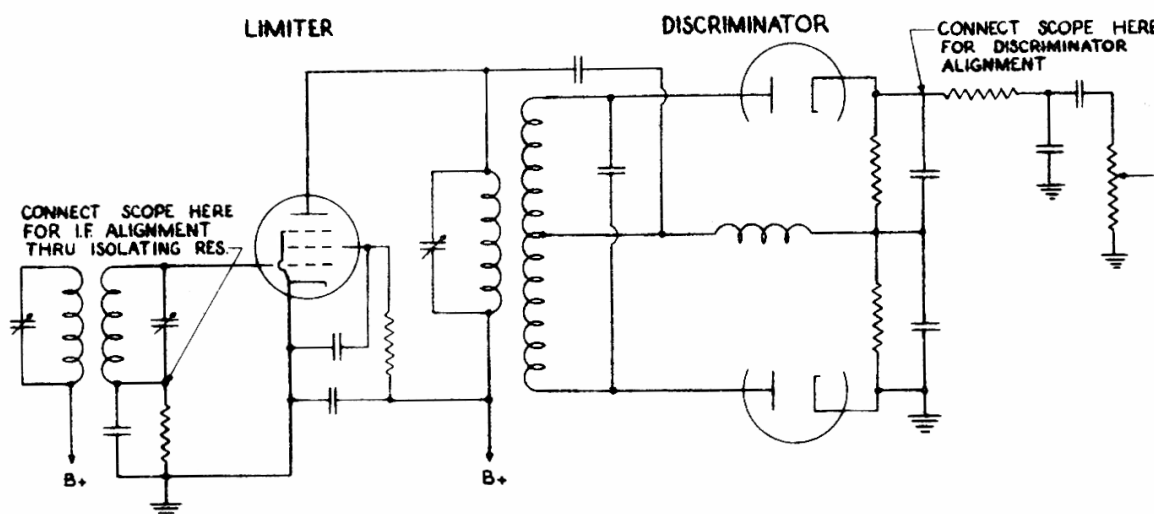 LIMITER
DISCRIMINATOR
CONNECT SCOPE HERE
FOR DISCRIMINATOR
ALIGNMENT
CONNECT SCOPE HERE
FOR I.F. ALIGNMENT
THRU ISOLATING RES.
B+
B+